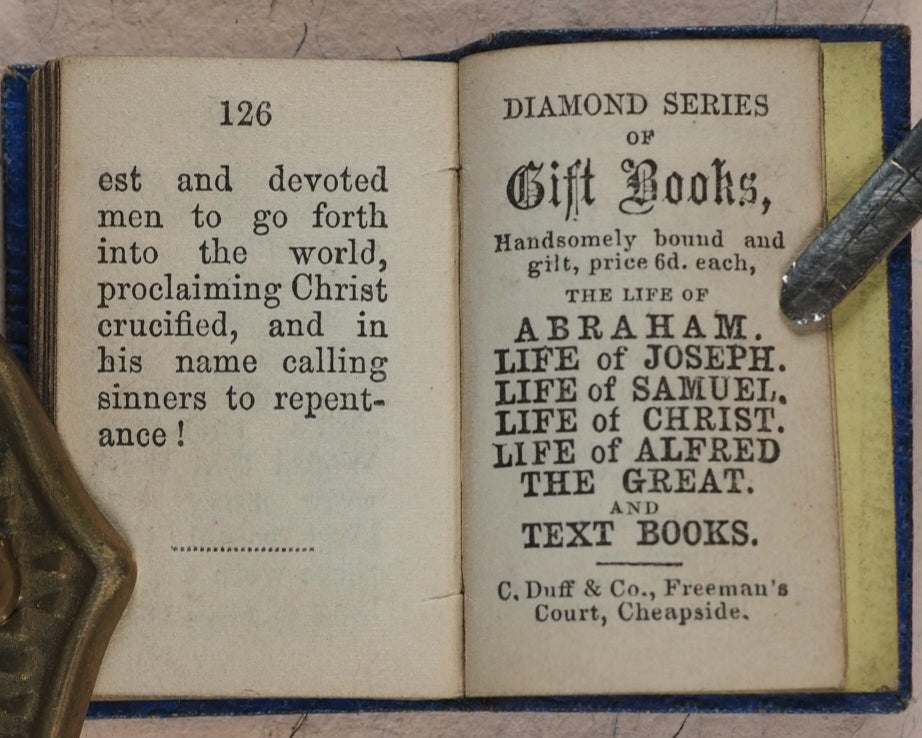 126
est and devoted
men to go forth
into the world,
proclaiming Christ
crucified, and in
his name calling
sinners to repent-
ance !
DIAMOND SERIES
OF
Gift Books,
Handsomely bound and
gilt, price 6d. each,
THE LIFE OF
ABRAHAM.
LIFE of JOSEPH.
LIFE of SAMUEL.
LIFE of CHRIST.
LIFE of ALFRED
THE GREAT.
AND
TEXT BOOKS.
C. Duff & Co., Freeman's
Court, Cheapside.